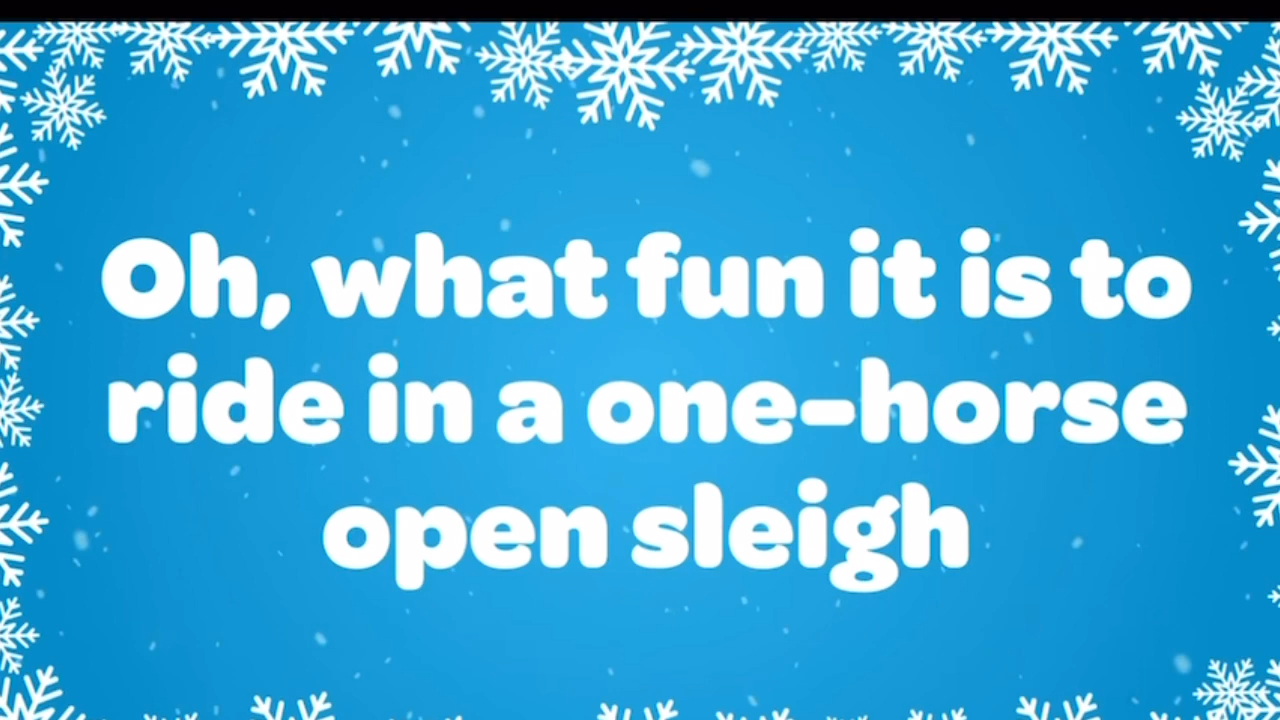 Oh, what fun it is to
ride in a one-horse
open sleigh